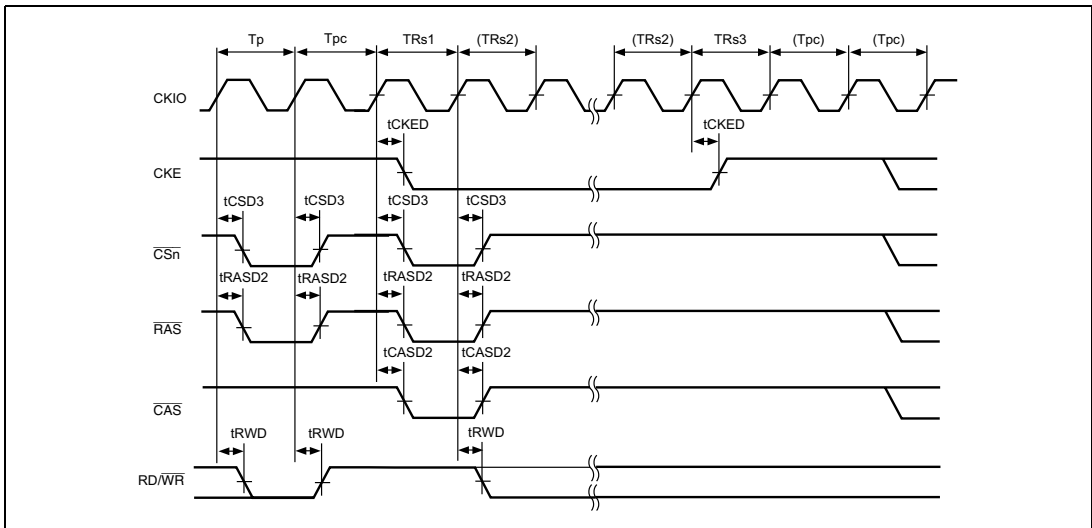 Tp Tpc TRs1 (TRs2) (TRs2) TRs3 (Tpc) (Tpc)
CKIO
tCKED tCKED
CKE
tCSD3 tCSD3 tCSD3 tCSD3
CSn
tRASD2 tRASD2 tRASD2 tRASD2
RAS
tCASD2 tCASD2
CAS
tRWD tRWD tRWD
RD/WR